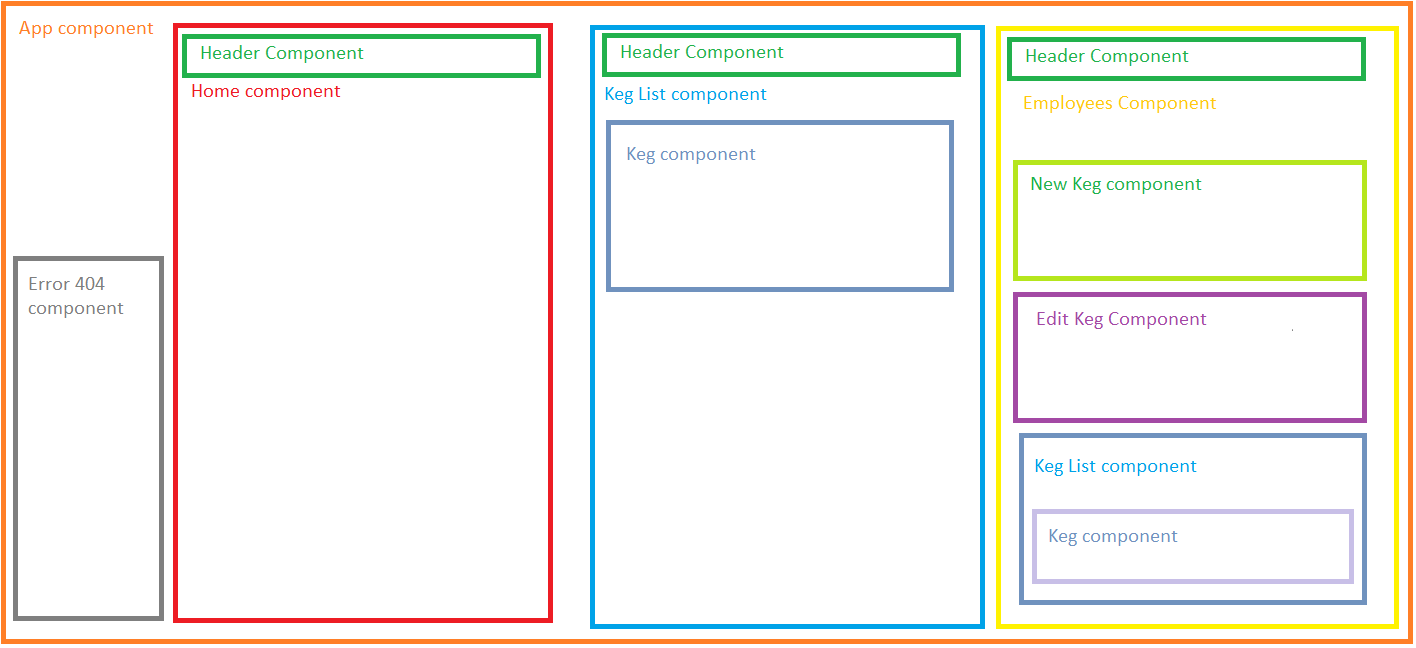 App component
Error 404
component
Header Component
Home component
Header Component
Keg List component
Keg component
Header Component
Employees Component
New Keg component
Edit Keg Component
Keg List component
Keg component